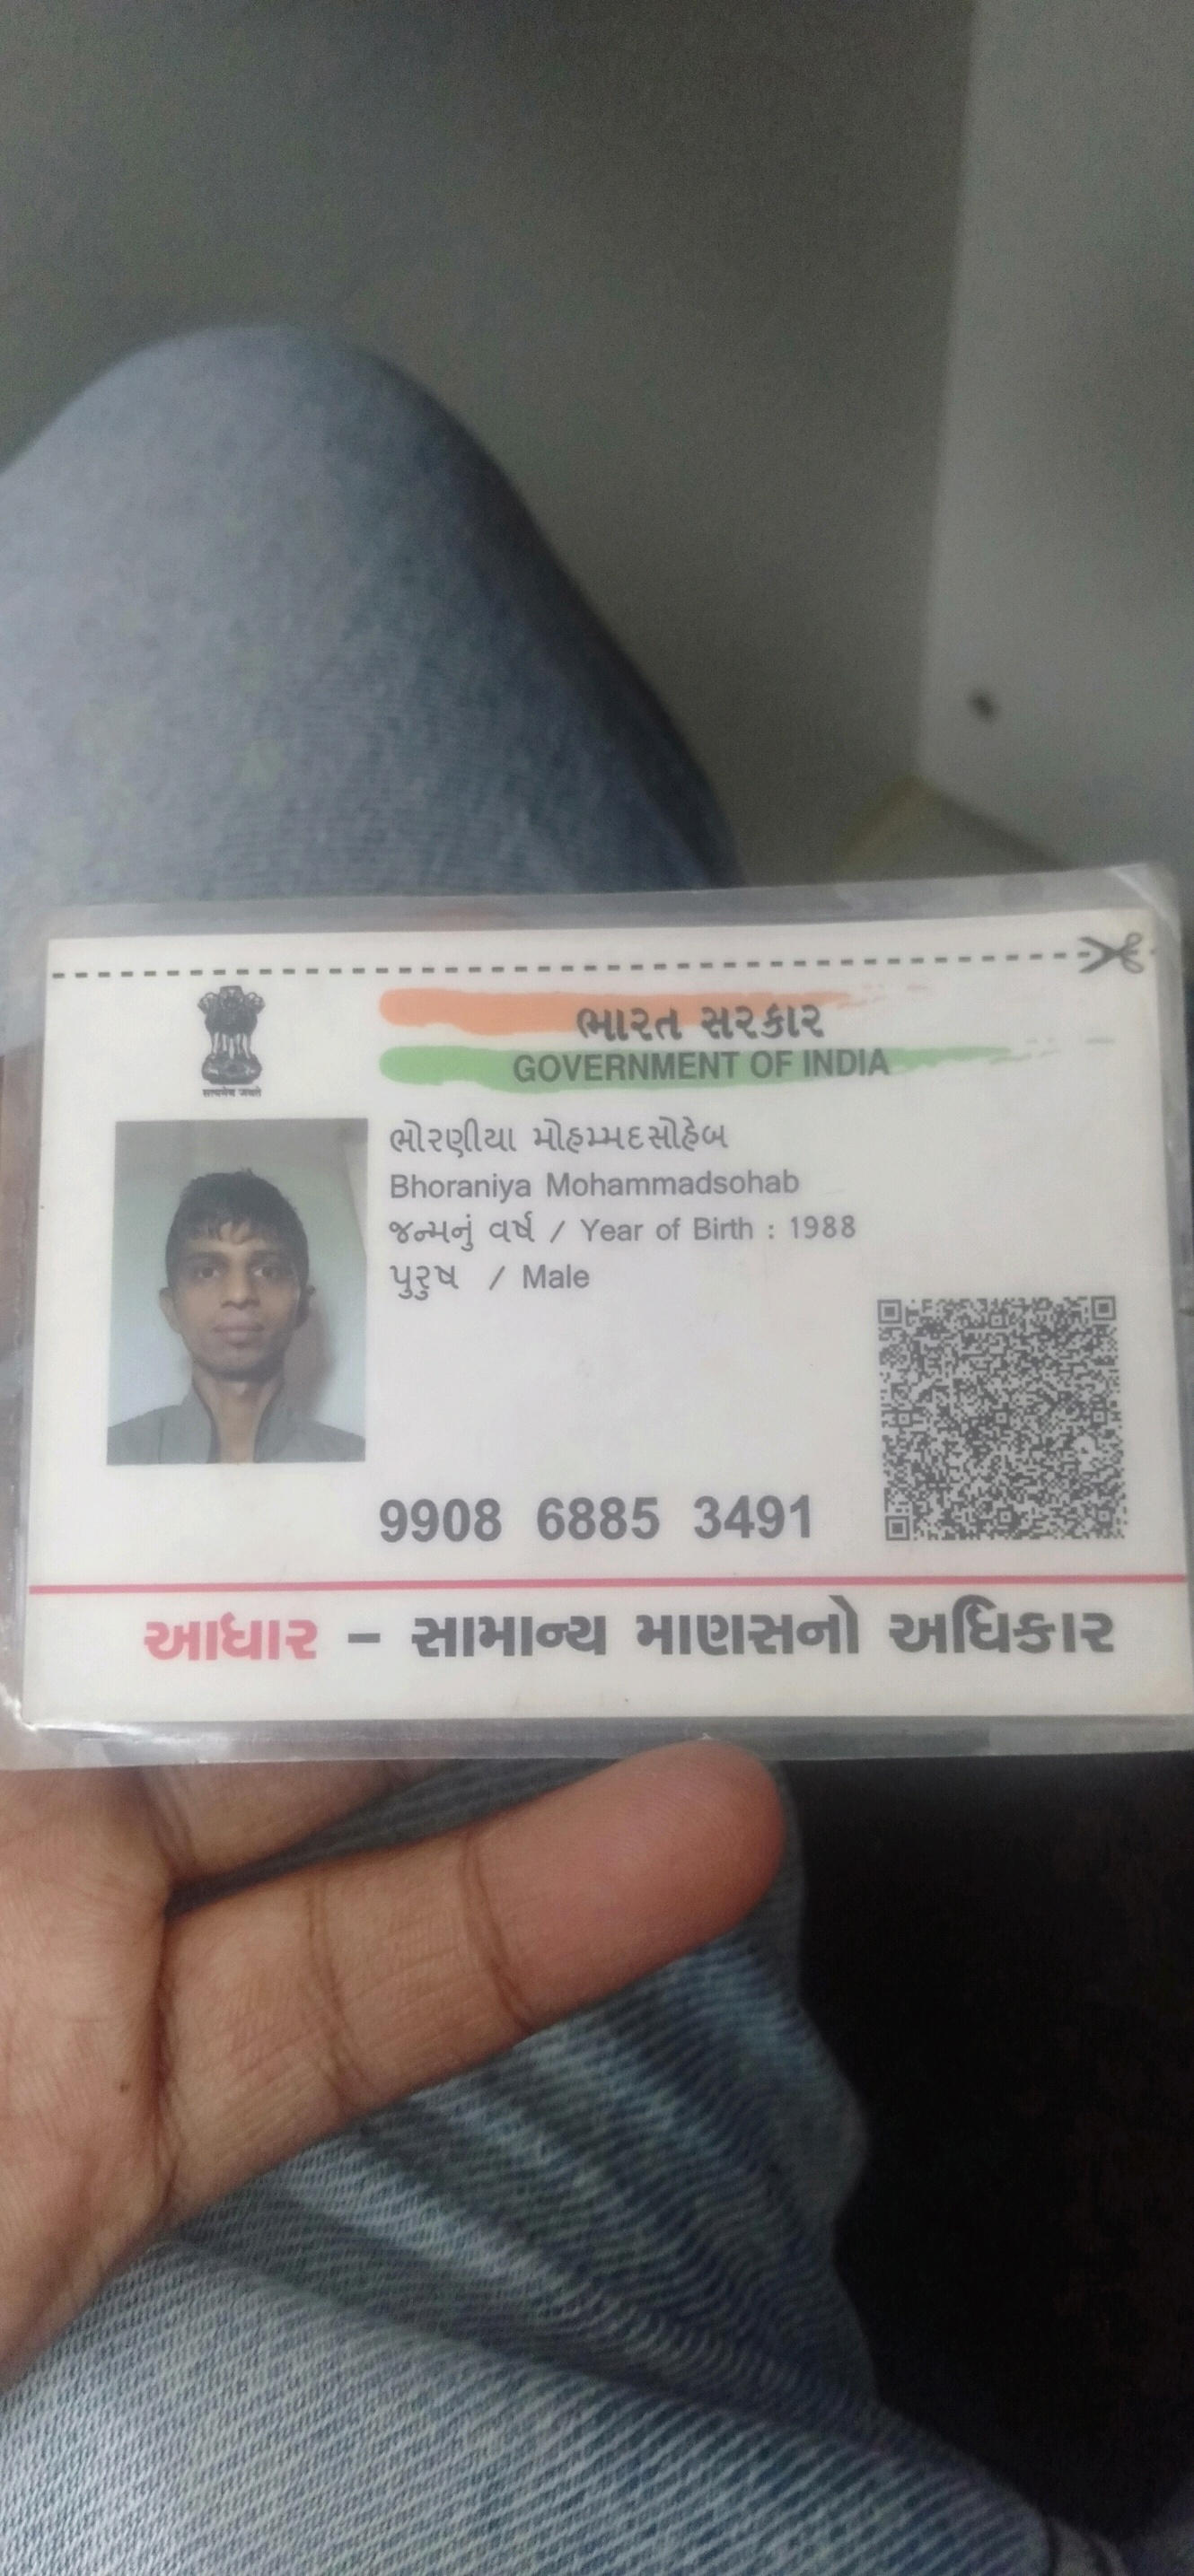 सत्यमेव जयते
ભારત સરકાર
GOVERNMENT OF INDIA
ભોરણીયા મોહમ્મદસોહેબ
Bhoraniya Mohammadsohab
જન્મનું વર્ષ / Year of Birth : 1988
પુરુષ / Male
9908 6885 3491
આધાર – સામાન્ય માણસનો અધિકાર